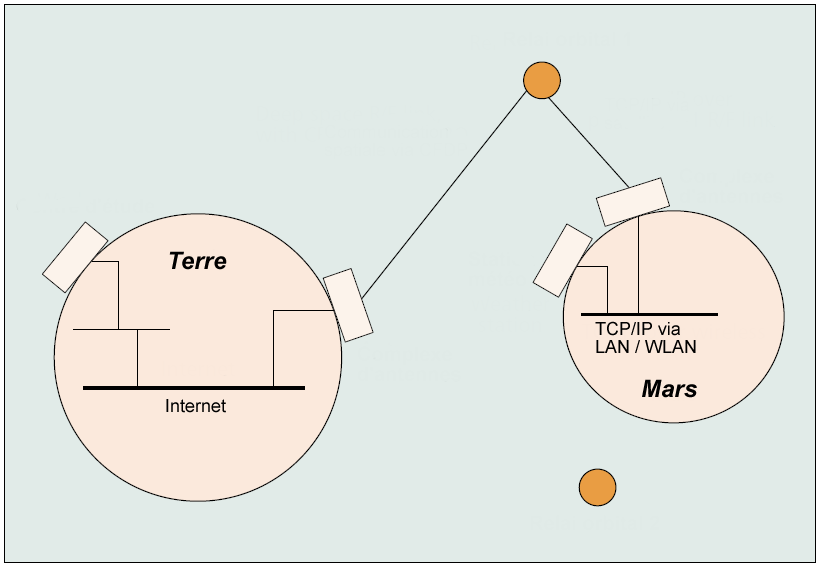 Terre
Internet
TCP/IP via
LAN / WLAN
Mars